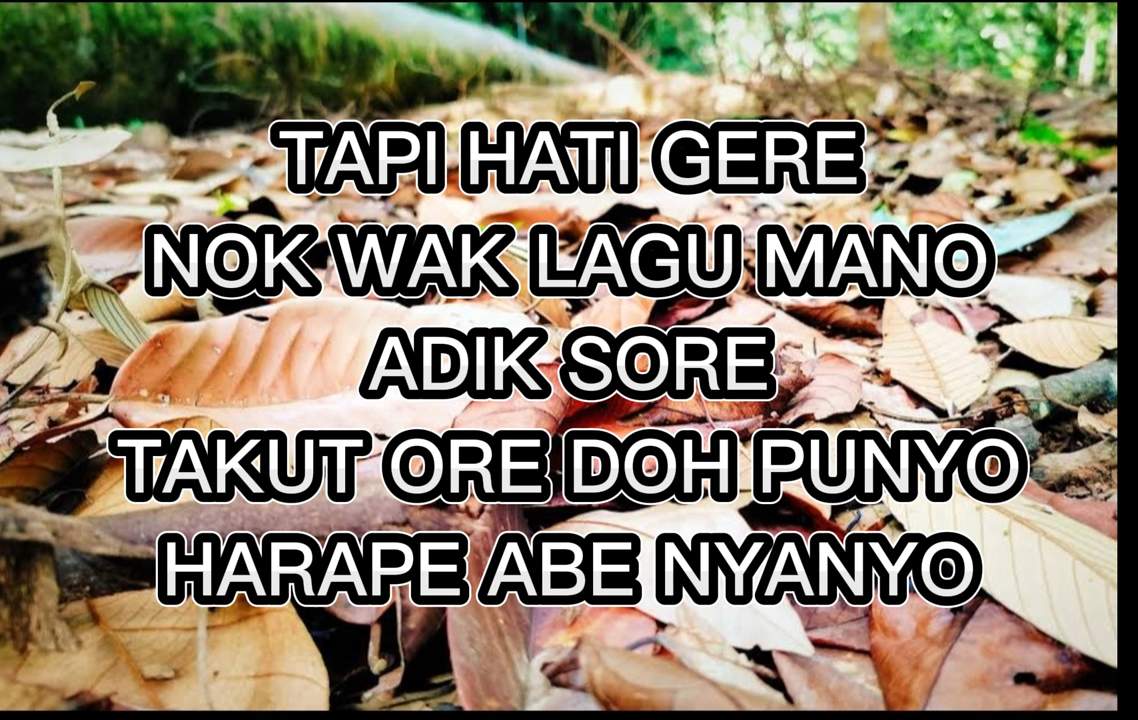 TAPI HATI GERE
NOK WAK LAGU MANO
ADIK SORE
TAKUT ORE DOH PUNYO
HARAPE ABE NYANYO